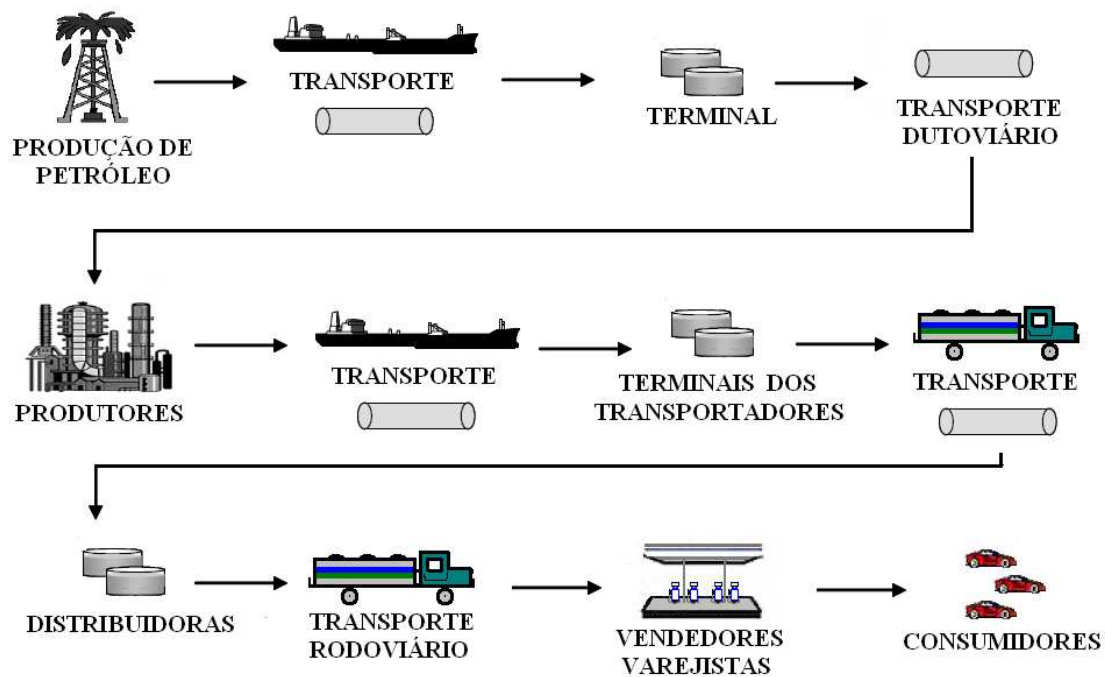 TRANSPORTE
TERMINAL
TRANSPORTE
DUTOVIÁRIO
PRODUÇÃO DE
PETRÓLEO
PRODUTORES
TRANSPORTE
TERMINAIS DOS
TRANSPORTADORES
TRANSPORTE
DISTRIBUIDORAS
TRANSPORTE
RODOVIÁRIO
VENDEDORES
VAREJISTAS
CONSUMIDORES